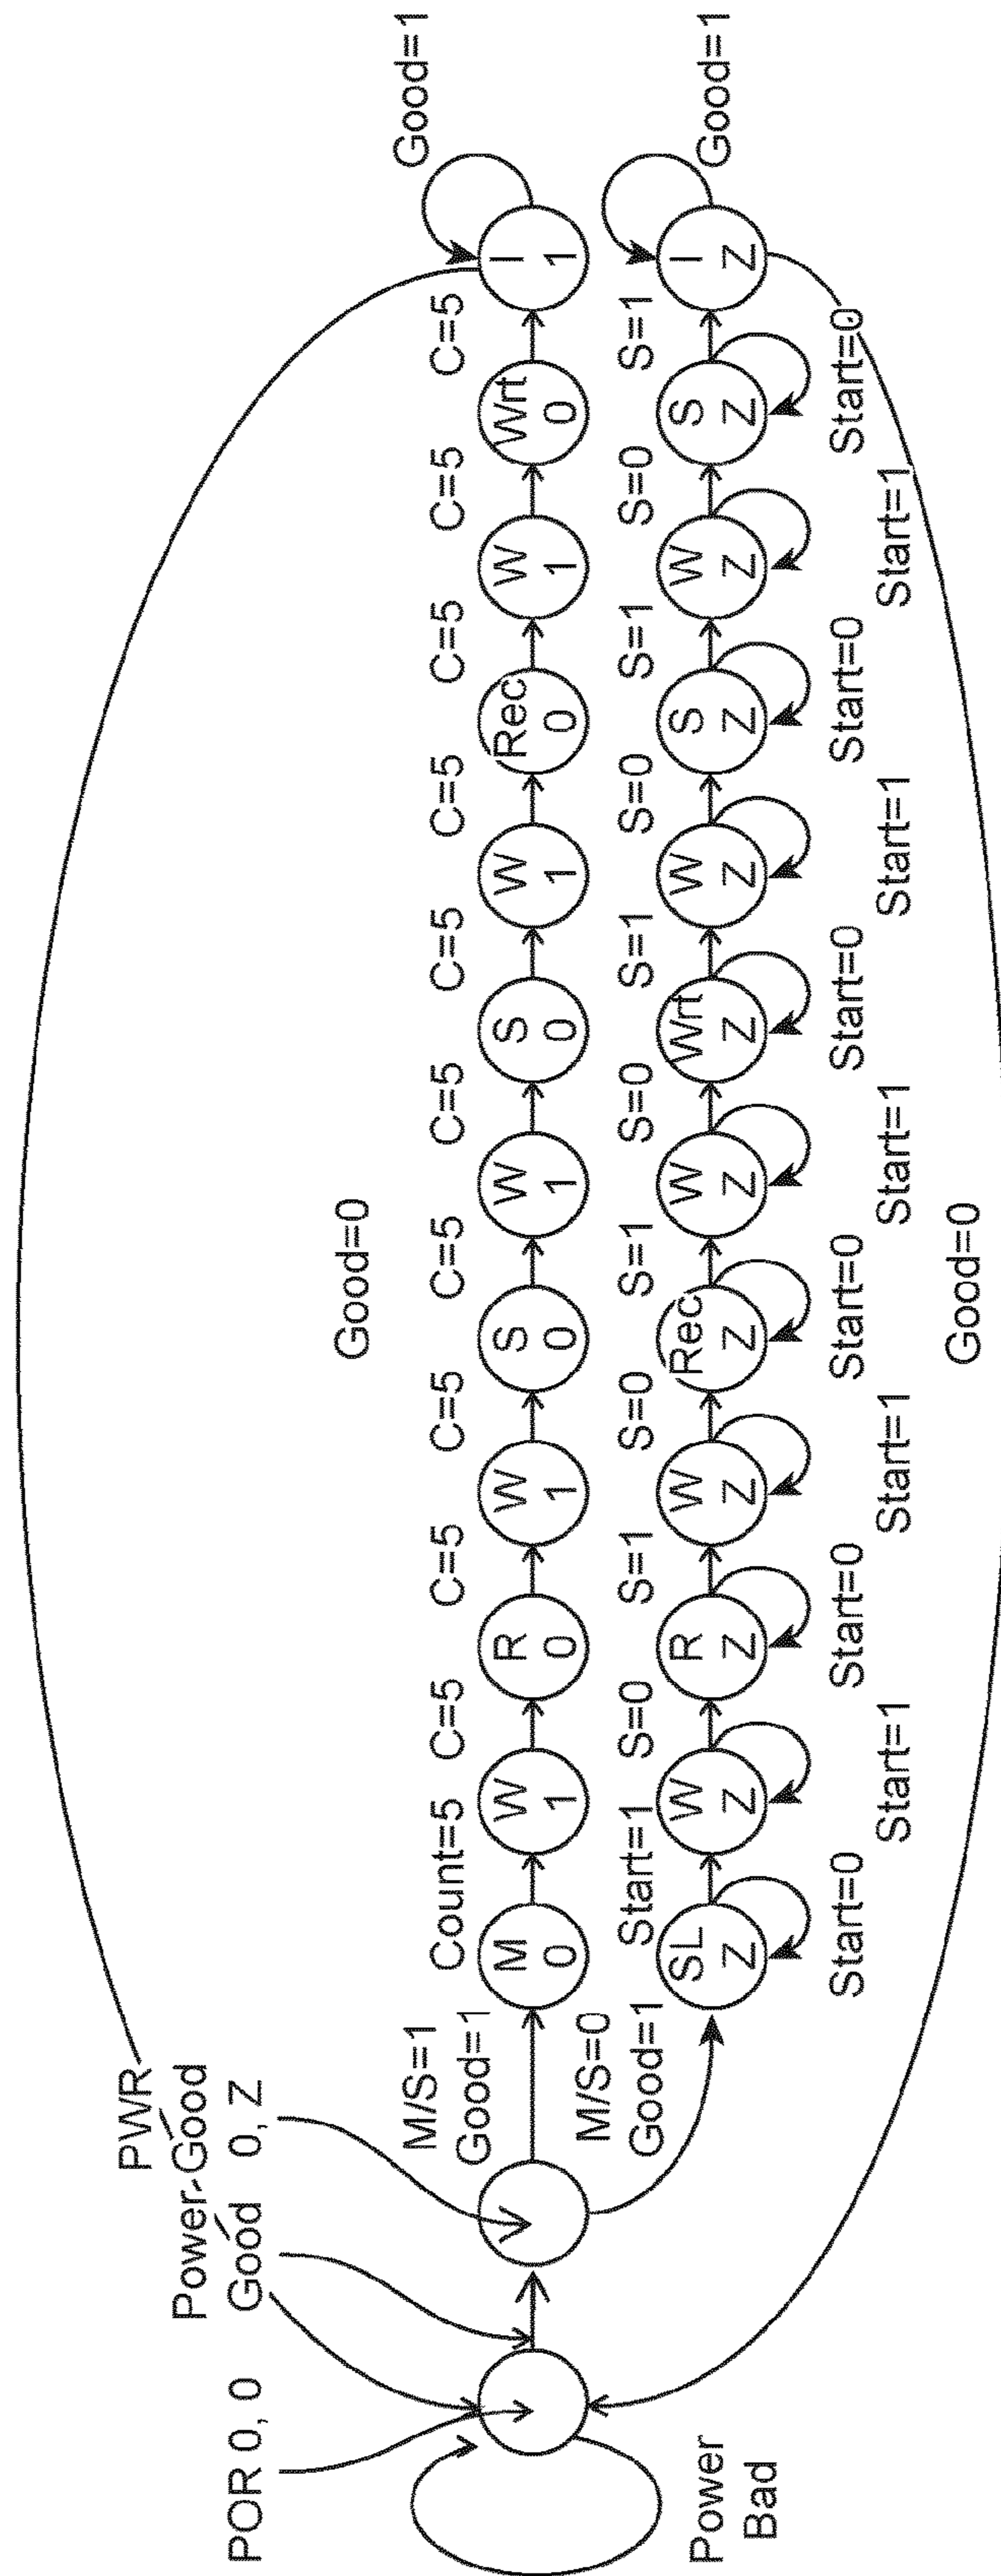 PWR
Power-Good
POR 0, 0 Good 0, Z
Good=0
M/S=1 Good=1
Good=1 Count=5 C=5 C=5 C=5 C=5 C=5 C=5 C=5 C=5 C=5 C=5
M W R W S W S W Rec W Wrt I
0 1 0 1 0 1 0 1 0 1 0 1
M/S=0
Good=1 Start=1 S=0 S=1 S=0 S=1 S=0 S=1 S=0 S=1 S=0 S=1
SL W R W Rec W Wrt W S W S I
Z Z Z Z Z Z Z Z Z Z Z Z
Good=1
Power
Bad
Start=0 Start=0 Start=0 Start=0 Start=0 Start=0
Start=1 Start=1 Start=1 Start=1 Start=1
Good=0